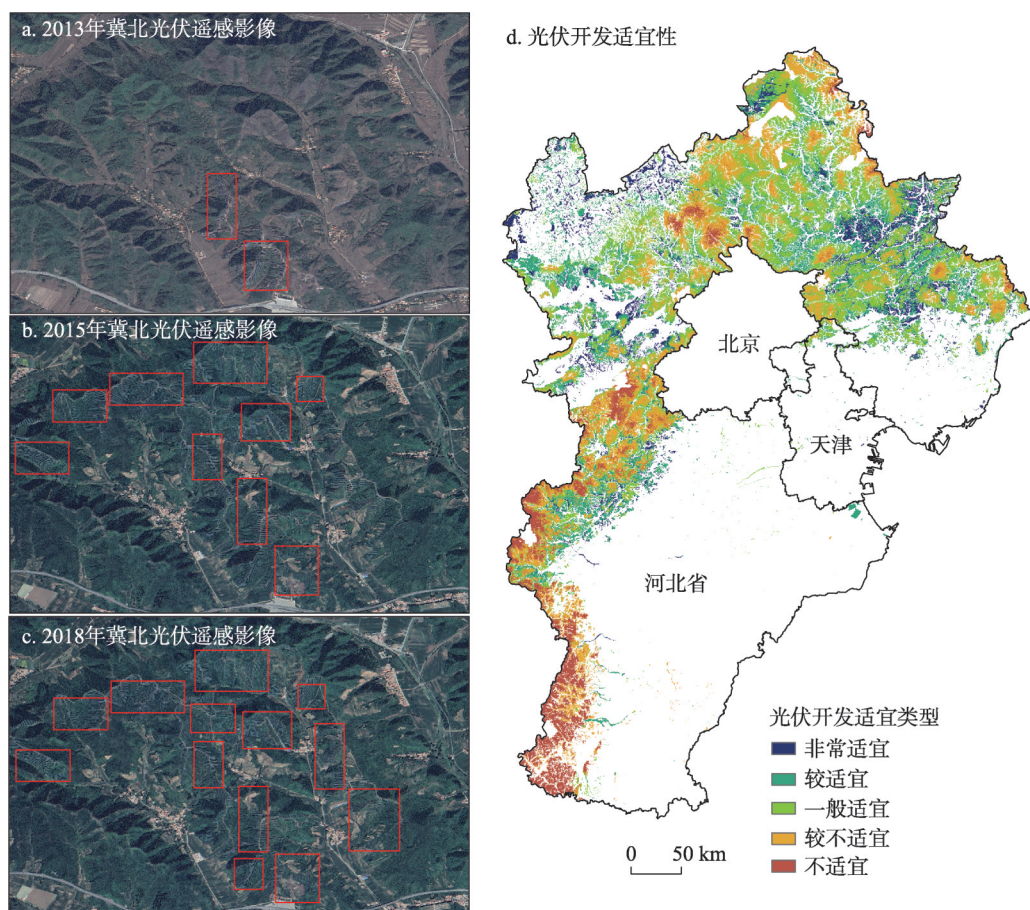 a. 2013年冀北光伏遥感影像
b. 2015年冀北光伏遥感影像
c. 2018年冀北光伏遥感影像
d. 光伏开发适宜性
北京
天津
河北省
光伏开发适宜类型
非常适宜
较适宜
一般适宜
较不适宜
不适宜
0 50 km